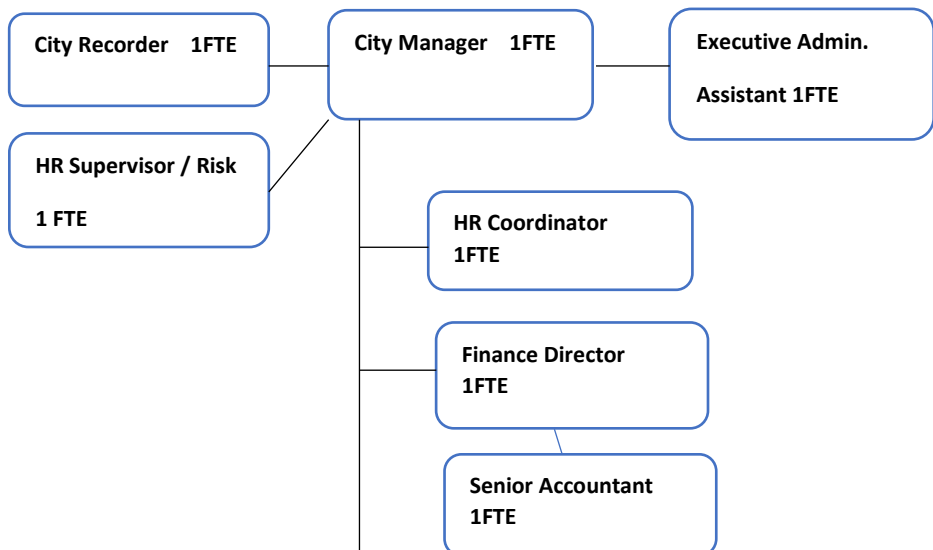 City Recorder 1FTE
City Manager 1FTE
Executive Admin.
Assistant 1FTE
HR Supervisor / Risk
1 FTE
HR Coordinator
1FTE
Finance Director
1FTE
Senior Accountant
1FTE